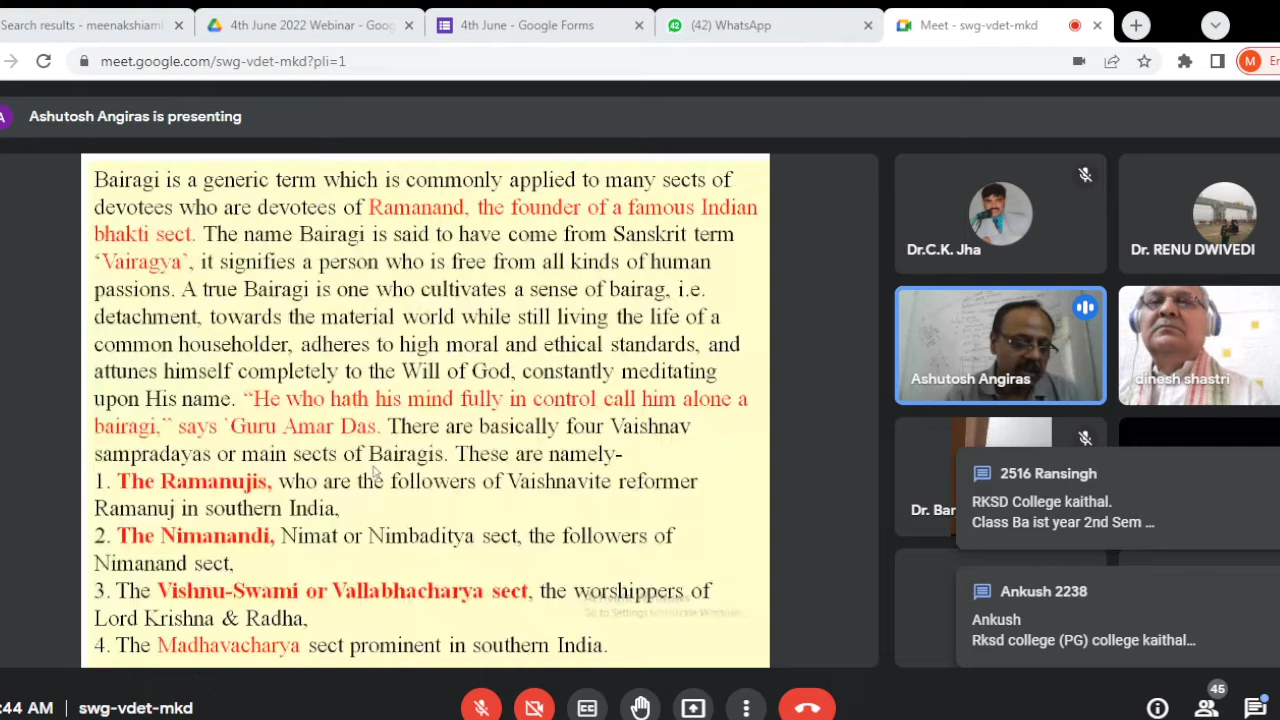 Search results - meenakshiaml
4th June 2022 Webinar - Goog
4th June - Google Forms
(42) WhatsApp
Meet - swg-vdet-mkd
meet.google.com/swg-vdet-mkd?pli=1
M
Er
A
Ashutosh Angiras is presenting
Bairagi is a generic term which is commonly applied to many sects of
devotees who are devotees of Ramanand, the founder of a famous Indian
bhakti sect. The name Bairagi is said to have come from Sanskrit term
‘Vairagya’, it signifies a person who is free from all kinds of human
passions. A true Bairagi is one who cultivates a sense of bairag, i.e.
detachment, towards the material world while still living the life of a
common householder, adheres to high moral and ethical standards, and
attunes himself completely to the Will of God, constantly meditating
upon His name. “He who hath his mind fully in control call him alone a
bairagi,” says `Guru Amar Das. There are basically four Vaishnav
sampradayas or main sects of Bairagis. These are namely-
1. The Ramanujis, who are the followers of Vaishnavite reformer
Ramanuj in southern India,
2. The Nimanandi, Nimat or Nimbaditya sect, the followers of
Nimanand sect,
3. The Vishnu-Swami or Vallabhacharya sect, the worshippers of
Lord Krishna & Radha,
4. The Madhavacharya sect prominent in southern India.
Go to Settings
Dr.C.K. Jha
Dr. RENU DWIVEDI
Ashutosh Angiras
dinesh shastri
Dr. Bar
2516 Ransingh
RKSD College kaithal.
Class Ba ist year 2nd Sem ...
Ankush 2238
Ankush
Rksd college (PG) college kaithal...
:44 AM | swg-vdet-mkd
45